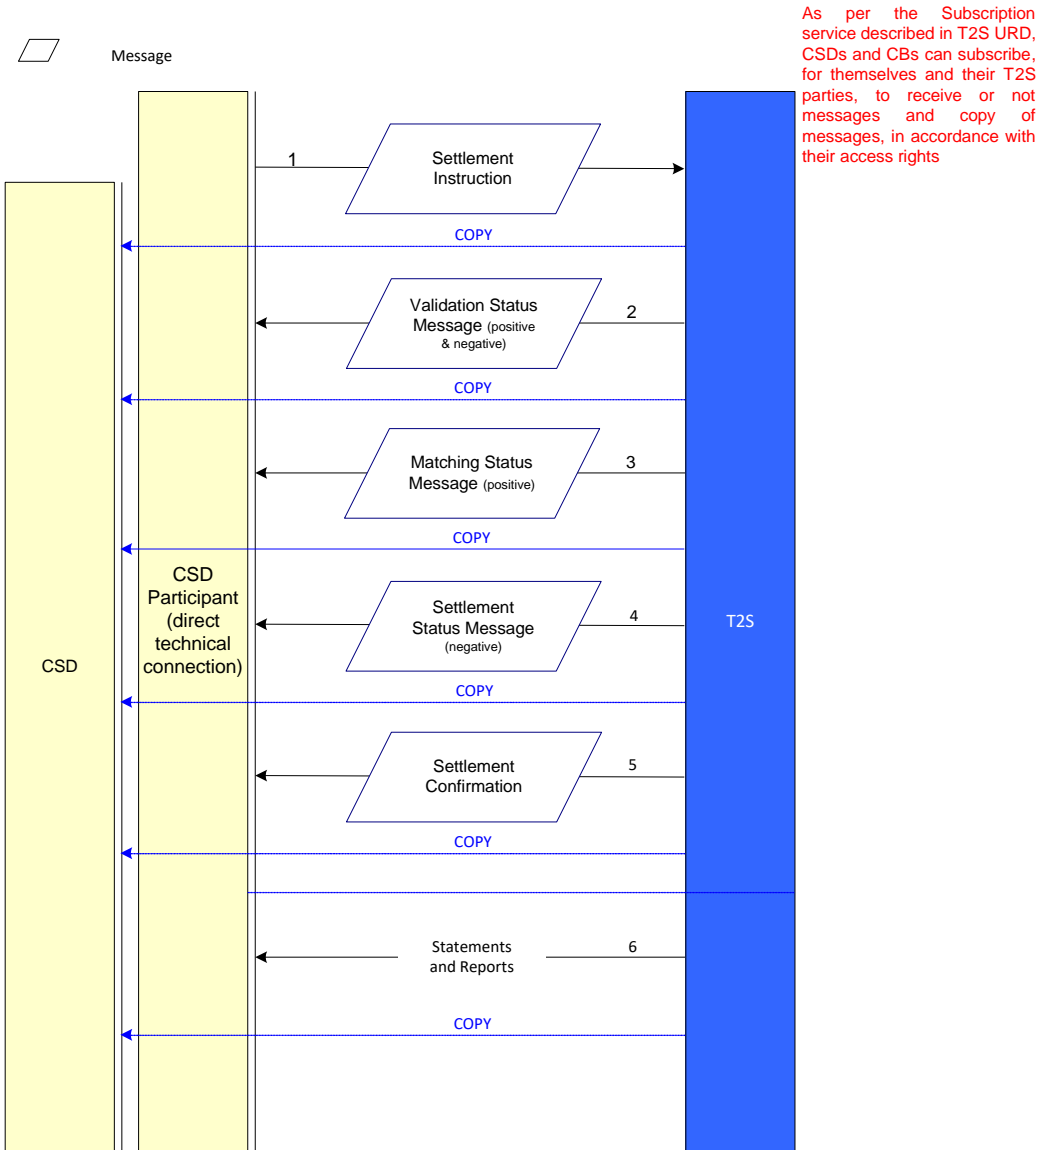 As per the Subscription
service described in T2S URD,
CSDs and CBs can subscribe,
for themselves and their T2S
parties, to receive or not
messages and copy of
messages, in accordance with
their access rights
Message
1
Settlement
Instruction
COPY
Validation Status
Message (positive
& negative)
2
COPY
Matching Status
Message (positive)
3
COPY
CSD
Participant
(direct
technical
connection)
Settlement
Status Message
(negative)
4
T2S
CSD
COPY
Settlement
Confirmation
5
COPY
Statements
and Reports
6
COPY